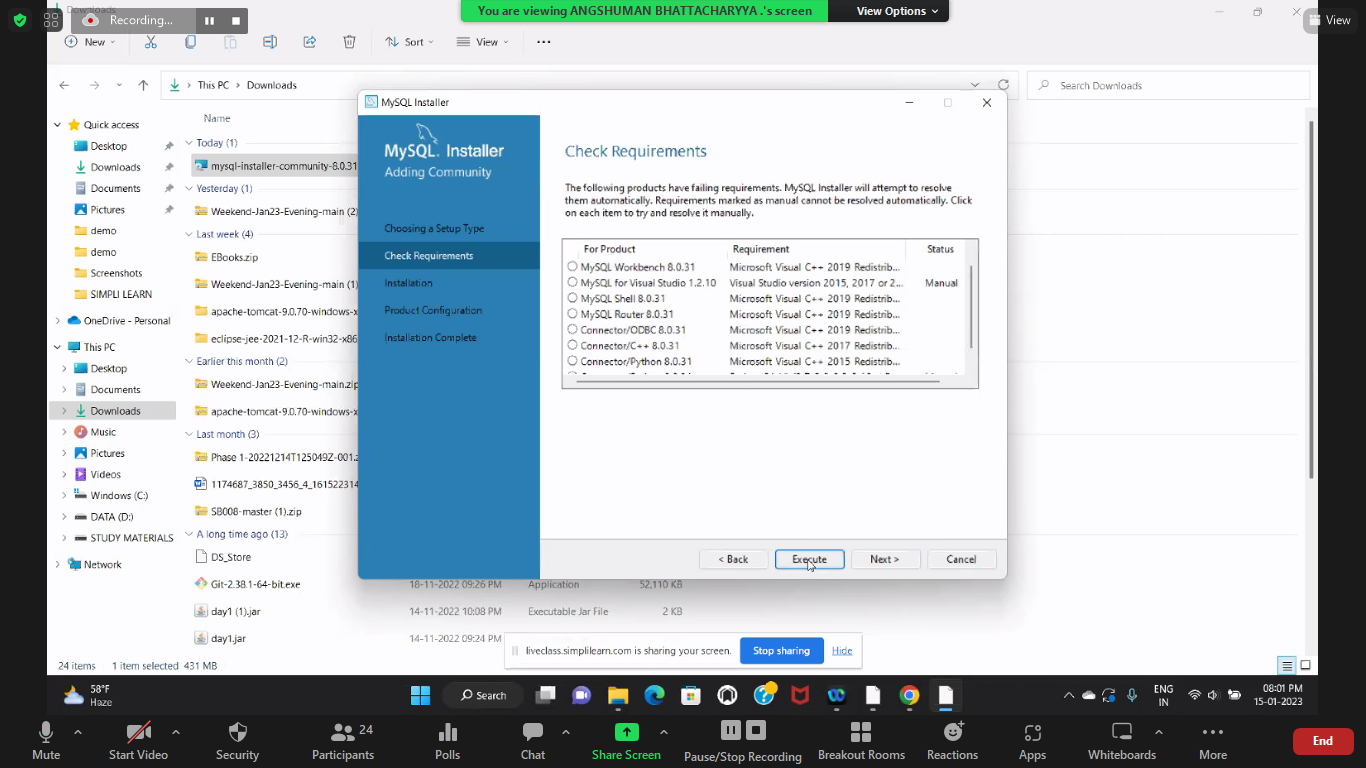 Downloads
Recording...
You are viewing ANGSHUMAN BHATTACHARYYA .'s screen
View Options
View
New
Sort
View
This PC
Downloads
Search Downloads
Quick access
Desktop
Downloads
Documents
Pictures
demo
demo
Screenshots
SIMPLI LEARN
OneDrive - Personal
This PC
Desktop
Documents
Downloads
Music
Pictures
Videos
Windows (C:)
DATA (D:)
STUDY MATERIALS
Network
Name
Today (1)
mysql-installer-community-8.0.31
Yesterday (1)
Weekend-Jan23-Evening-main (2)
Last week (4)
EBooks.zip
Weekend-Jan23-Evening-main (1)
apache-tomcat-9.0.70-windows-x
eclipse-jee-2021-12-R-win32-x86
Earlier this month (2)
Weekend-Jan23-Evening-main.zip
apache-tomcat-9.0.70-windows-x
Last month (3)
Phase 1-20221214T125049Z-001.z
1174687_3850_3456_4_161522314
SB008-master (1).zip
A long time ago (13)
DS_Store
Git-2.38.1-64-bit.exe 18-11-2022 09:26 PM Application 52,110 KB
day1 (1).jar 14-11-2022 10:08 PM Executable Jar File 2 KB
day1.jar 14-11-2022 09:24 PM
MySQL Installer
MySQL. Installer
Adding Community
Choosing a Setup Type
Check Requirements
Installation
Product Configuration
Installation Complete
Check Requirements
The following products have failing requirements. MySQL Installer will attempt to resolve
them automatically. Requirements marked as manual cannot be resolved automatically. Click
on each item to try and resolve it manually.
For Product Requirement Status
MySQL Workbench 8.0.31 Microsoft Visual C++ 2019 Redistrib...
MySQL for Visual Studio 1.2.10 Visual Studio version 2015, 2017 or 2... Manual
MySQL Shell 8.0.31 Microsoft Visual C++ 2019 Redistrib...
MySQL Router 8.0.31 Microsoft Visual C++ 2019 Redistrib...
Connector/ODBC 8.0.31 Microsoft Visual C++ 2019 Redistrib...
Connector/C++ 8.0.31 Microsoft Visual C++ 2017 Redistrib...
Connector/Python 8.0.31 Microsoft Visual C++ 2015 Redistrib...
< Back
Execute
Next >
Cancel
liveclass.simplilearn.com is sharing your screen.
Stop sharing
Hide
24 items 1 item selected 431 MB
58°F
Haze
Search
ENG
IN
08:01 PM
15-01-2023
Mute
Start Video
Security
24
Participants
Polls
Chat
Share Screen
Pause/Stop Recording
Breakout Rooms
Reactions
Apps
Whiteboards
More
End